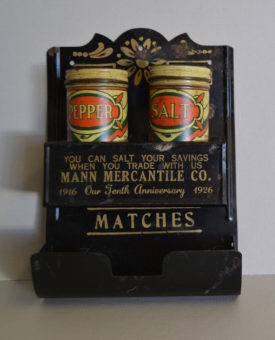 PEPPER SALT
YOU CAN SALT YOUR SAVINGS
WHEN YOU TRADE WITH US
MANN MERCANTILE CO.
1916 Our Tenth Anniversary 1926
MATCHES